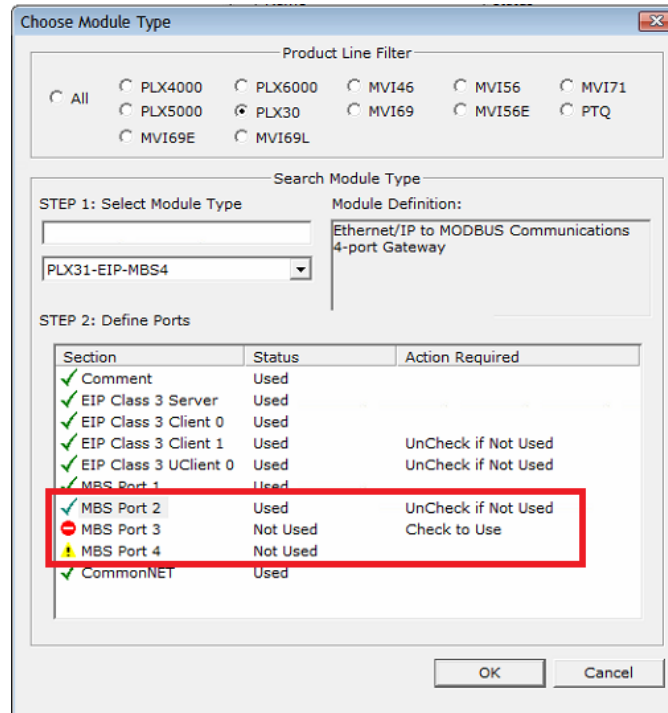 Choose Module Type
Product Line Filter
All
PLX4000 PLX6000 MVI46 MVI56 MVI71
PLX5000 PLX30 MVI69 MVI56E PTQ
MVI69E MVI69L
Search Module Type
STEP 1: Select Module Type Module Definition:
Ethernet/IP to MODBUS Communications
4-port Gateway
PLX31-EIP-MBS4
STEP 2: Define Ports
Section Status Action Required
Comment Used
EIP Class 3 Server Used
EIP Class 3 Client 0 Used
EIP Class 3 Client 1 Used UnCheck if Not Used
EIP Class 3 UClient 0 Used UnCheck if Not Used
MBS Port 1 Used
MBS Port 2 Used UnCheck if Not Used
MBS Port 3 Not Used Check to Use
MBS Port 4 Not Used
CommonNET Used
OK Cancel